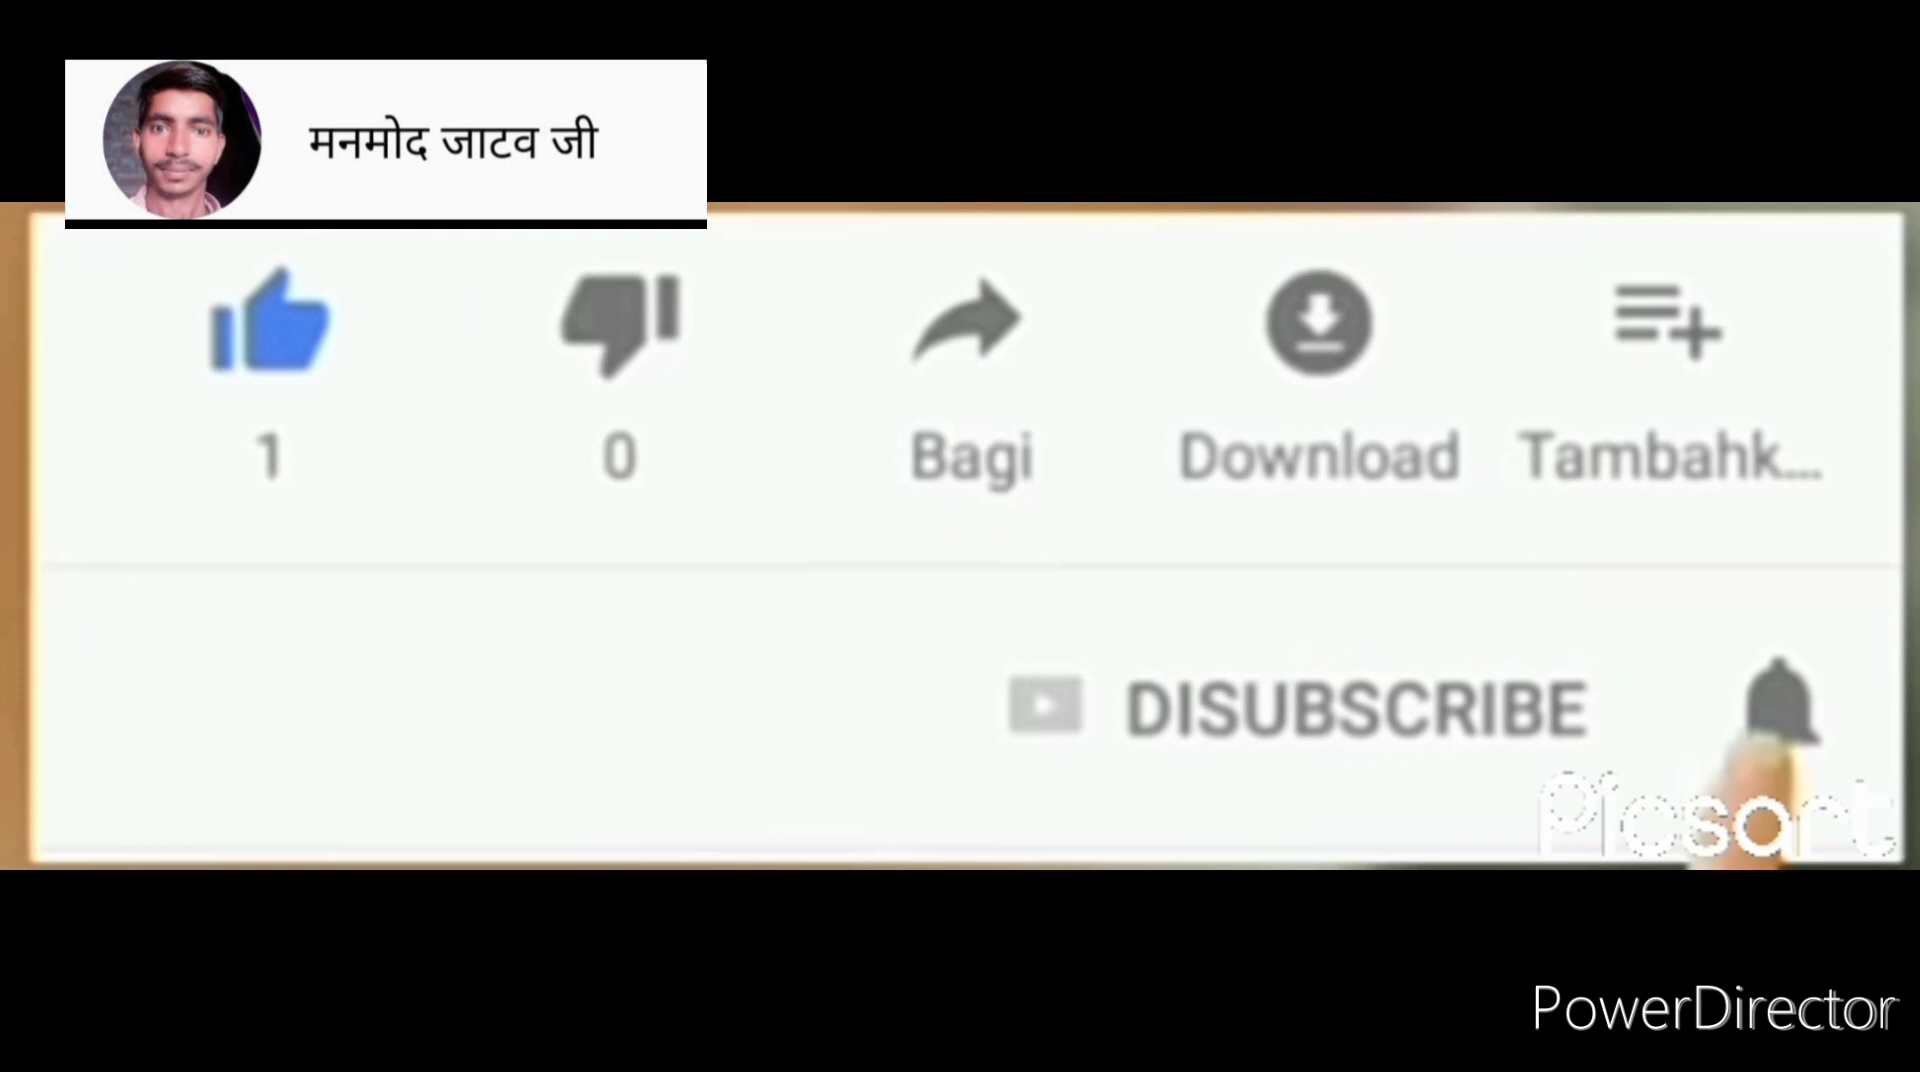 मनमोद जाटव जी
1 0 Bagi Download Tambahk...
DISUBSCRIBE
Picsart
PowerDirector